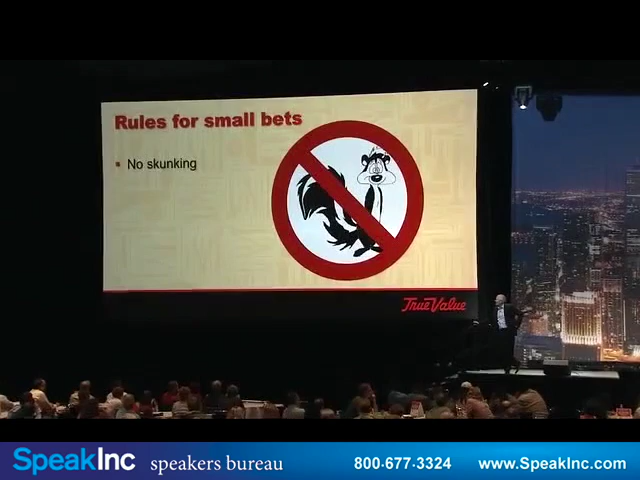 Rules for small bets
No skunking
True Value
SpeakInc speakers bureau 800-677-3324 www.SpeakInc.com